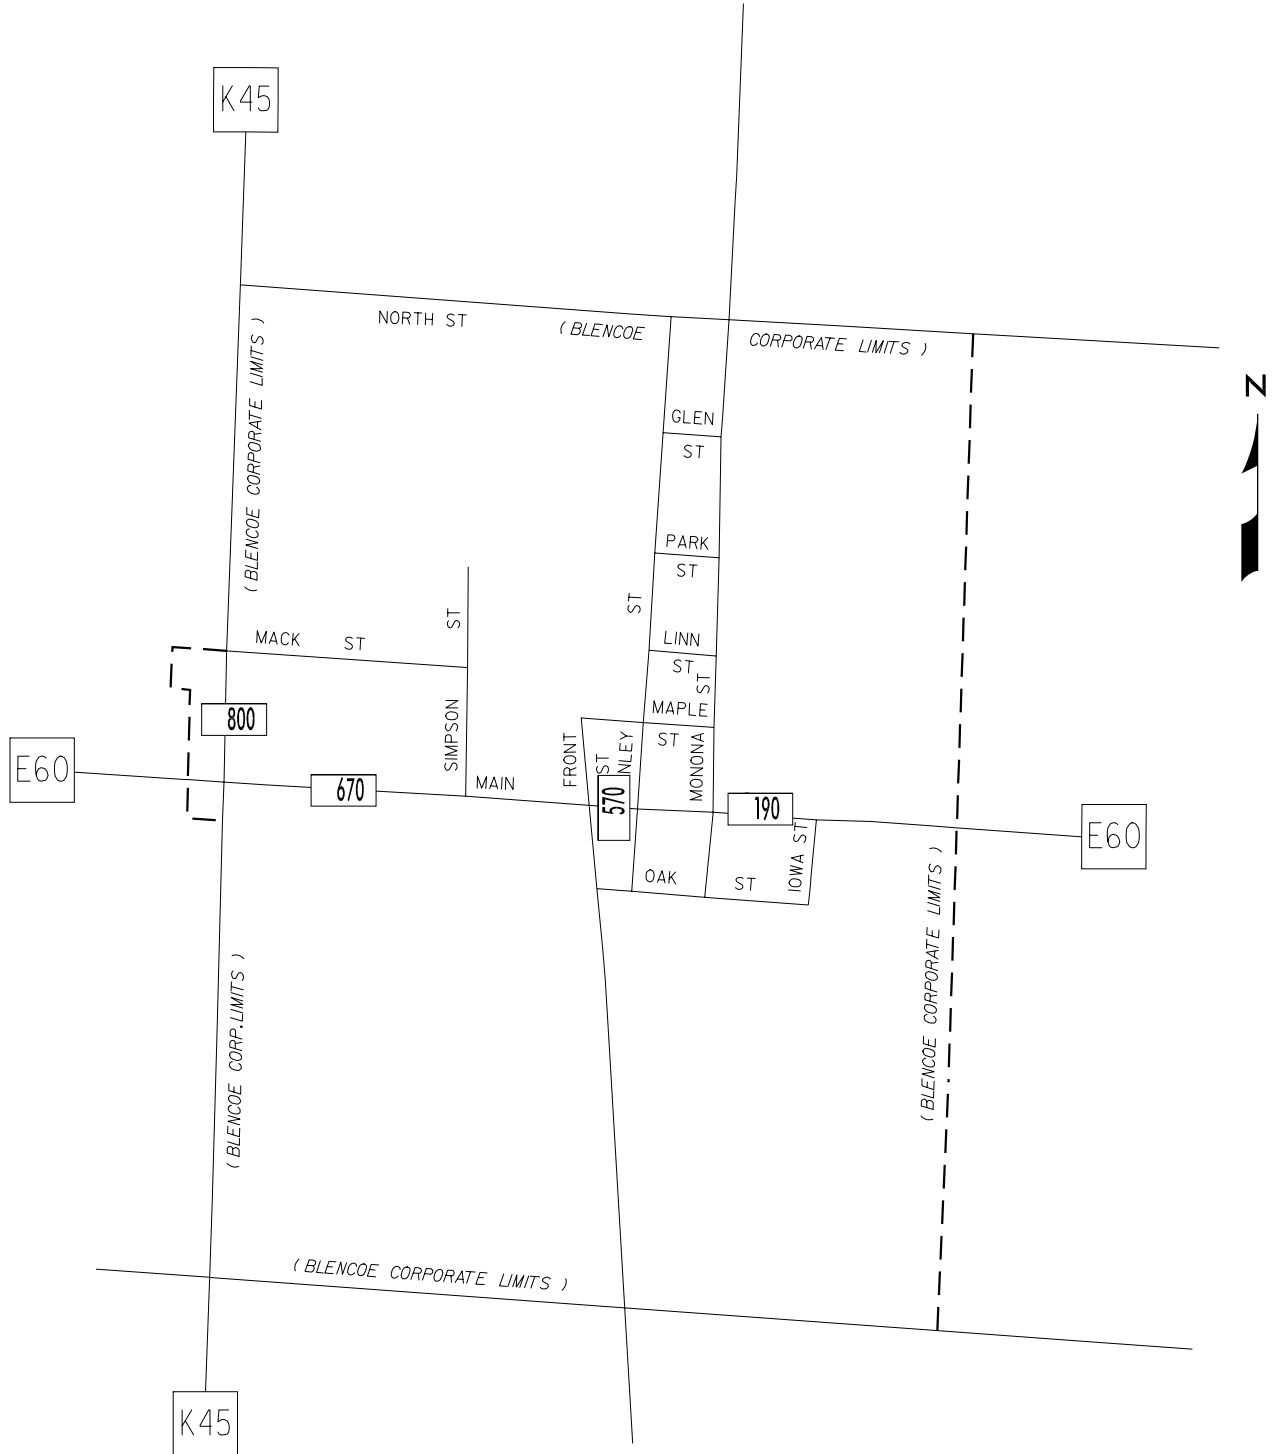 K45
NORTH ST
( BLENCOE
CORPORATE LIMITS )
( BLENCOE CORPORATE LIMITS )
N
GLEN
ST
PARK
ST
ST
LINN
ST
ST
MACK ST
ST
SIMPSON
MAPLE
ST
MONONA
FRONT
ST
NLEY
800
E60
670
MAIN
570
190
E60
IOWA ST
OAK ST
( BLENCOE CORPORATE LIMITS )
( BLENCOE CORP. LIMITS )
( BLENCOE CORPORATE LIMITS )
K45